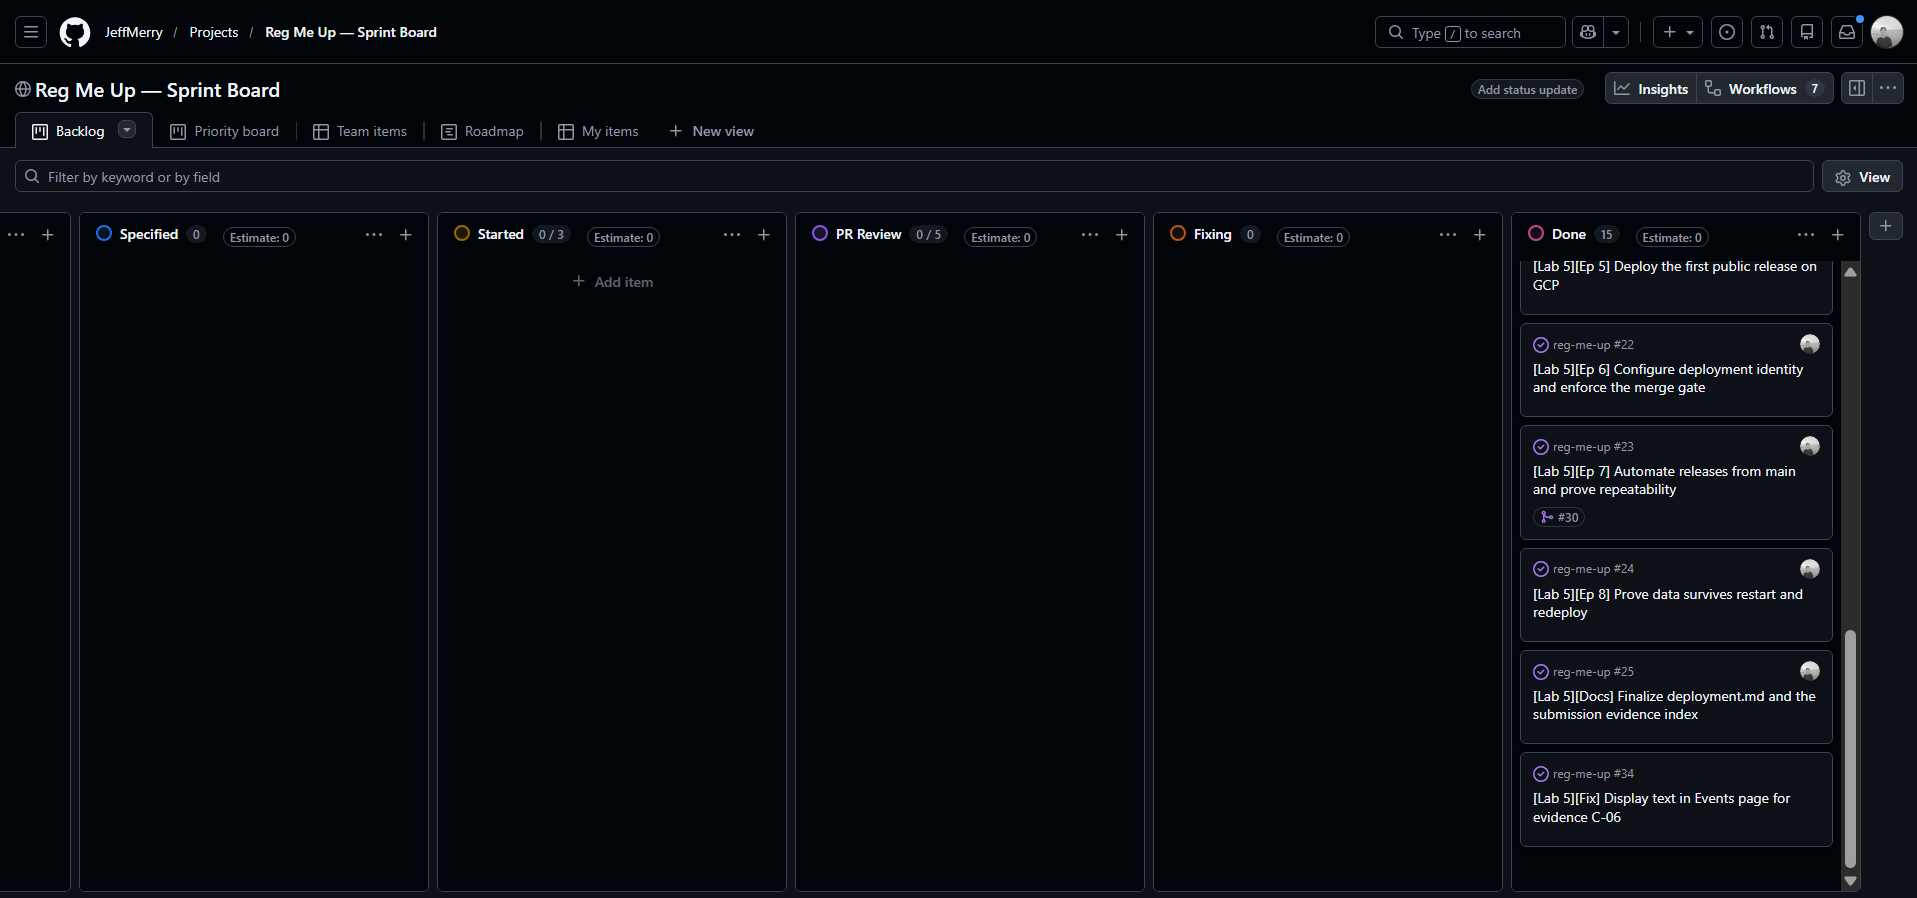 JeffMerry / Projects / Reg Me Up — Sprint Board
Type / to search
Reg Me Up — Sprint Board
Add status update
Insights
Workflows 7
Backlog
Priority board
Team items
Roadmap
My items
+ New view
Filter by keyword or by field
View
Specified 0 Estimate: 0
Started 0 / 3 Estimate: 0
+ Add item
PR Review 0 / 5 Estimate: 0
Fixing 0 Estimate: 0
Done 15 Estimate: 0
[Lab 5][Ep 5] Deploy the first public release on
GCP
reg-me-up #22
[Lab 5][Ep 6] Configure deployment identity
and enforce the merge gate
reg-me-up #23
[Lab 5][Ep 7] Automate releases from main
and prove repeatability
#30
reg-me-up #24
[Lab 5][Ep 8] Prove data survives restart and
redeploy
reg-me-up #25
[Lab 5][Docs] Finalize deployment.md and the
submission evidence index
reg-me-up #34
[Lab 5][Fix] Display text in Events page for
evidence C-06